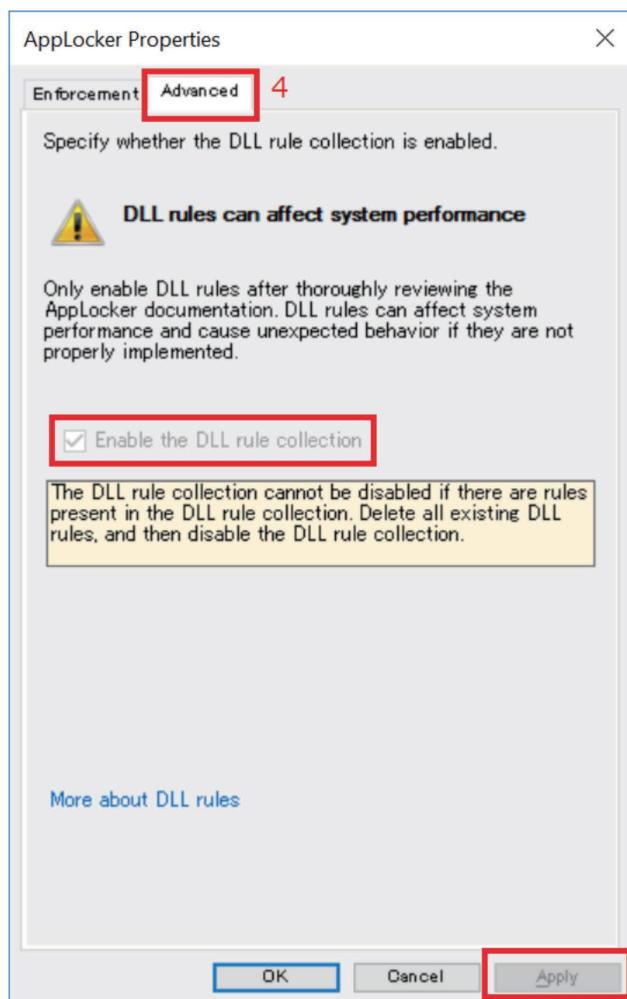 AppLocker Properties
Enforcement Advanced 4
Specify whether the DLL rule collection is enabled.
DLL rules can affect system performance
Only enable DLL rules after thoroughly reviewing the
AppLocker documentation. DLL rules can affect system
performance and cause unexpected behavior if they are not
properly implemented.
Enable the DLL rule collection
The DLL rule collection cannot be disabled if there are rules
present in the DLL rule collection. Delete all existing DLL
rules, and then disable the DLL rule collection.
More about DLL rules
OK Cancel Apply